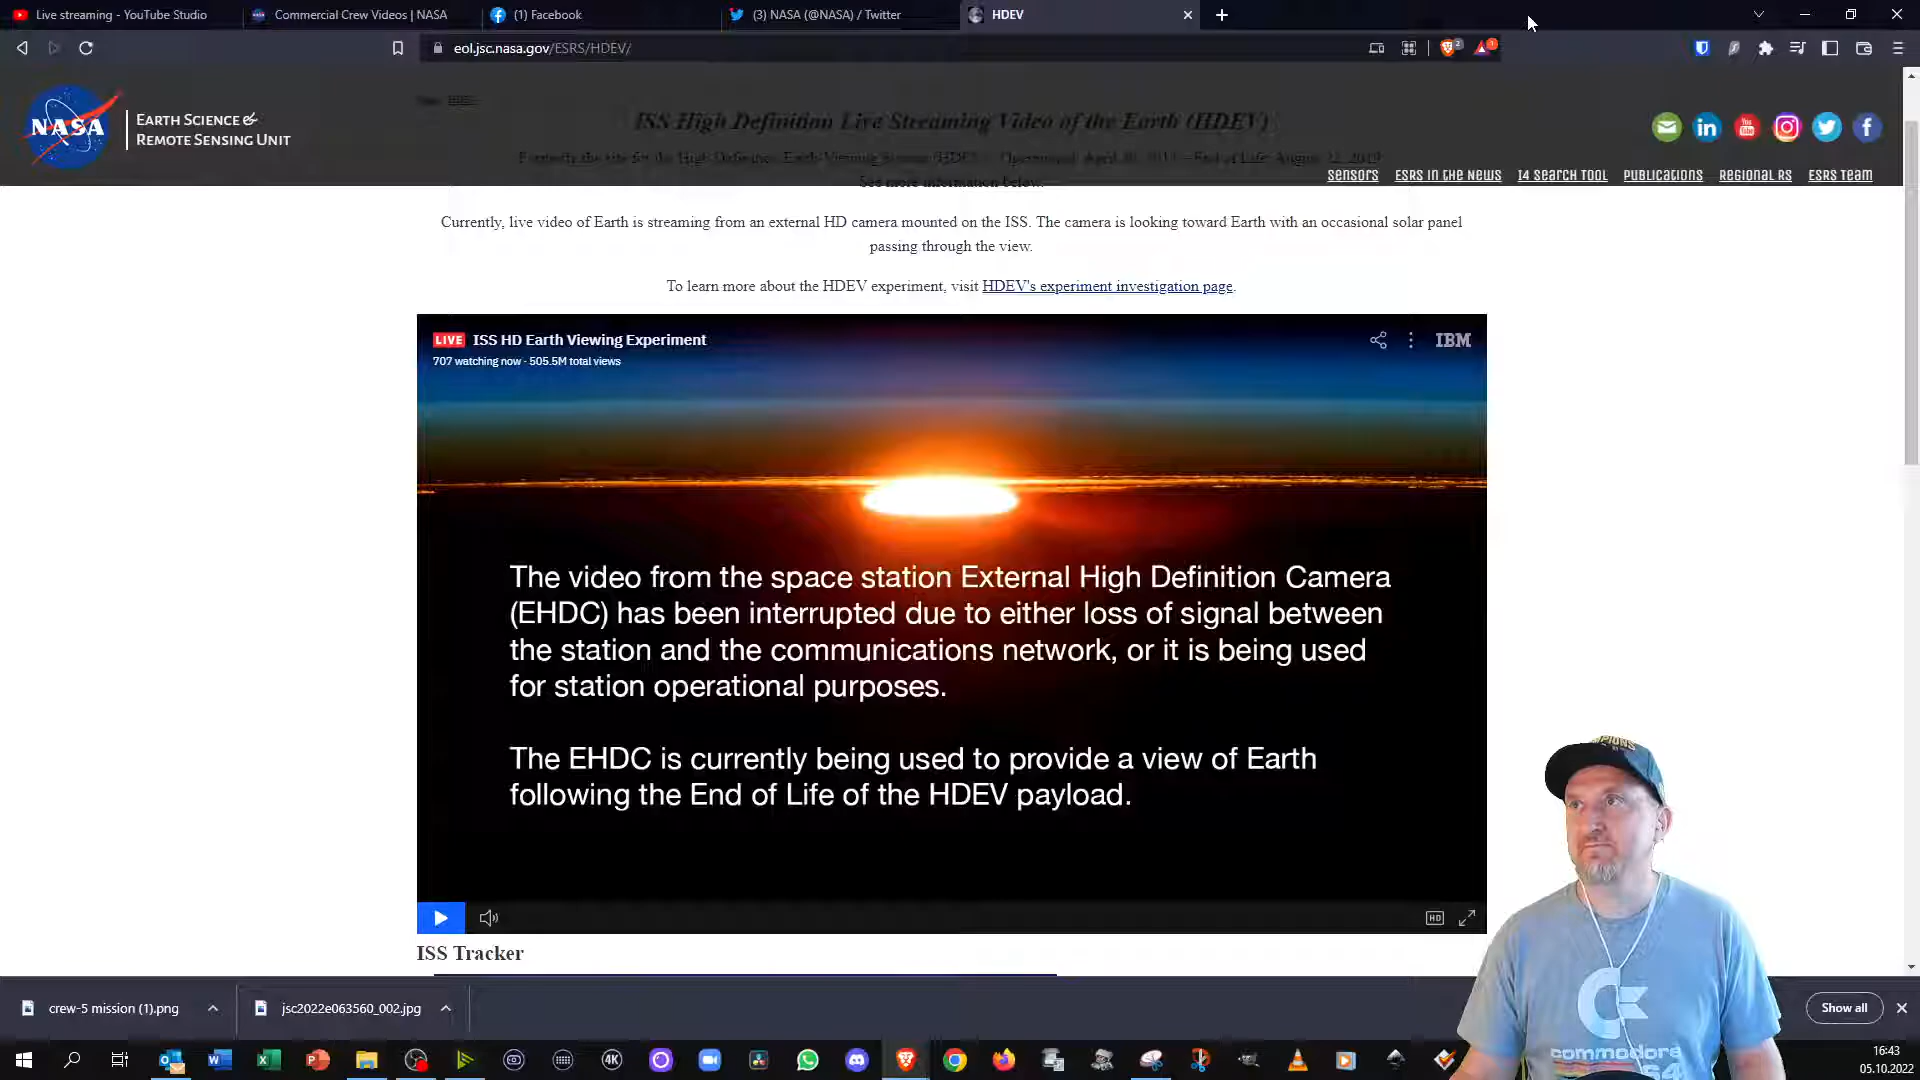 Live streaming - YouTube Studio
Commercial Crew Videos | NASA
(1) Facebook
(3) NASA (@NASA) / Twitter
HDEV
eol.jsc.nasa.gov/ESRS/HDEV/
2
1
NASA
Earth Science &
Remote Sensing Unit
ISS High Definition Live Streaming Video of the Earth (HDEV)
See more information below.
Sensors
ESRS in the News
14 Search Tool
Publications
Regional RS
ESRS Team
Currently, live video of Earth is streaming from an external HD camera mounted on the ISS. The camera is looking toward Earth with an occasional solar panel
passing through the view.
To learn more about the HDEV experiment, visit HDEV's experiment investigation page.
LIVE ISS HD Earth Viewing Experiment
707 watching now - 505.5M total views
IBM
The video from the space station External High Definition Camera
(EHDC) has been interrupted due to either loss of signal between
the station and the communications network, or it is being used
for station operational purposes.
The EHDC is currently being used to provide a view of Earth
following the End of Life of the HDEV payload.
HD
ISS Tracker
crew-5 mission (1).png
jsc2022e063560_002.jpg
Show all
4K
16:43
05.10.2022
commodore
64